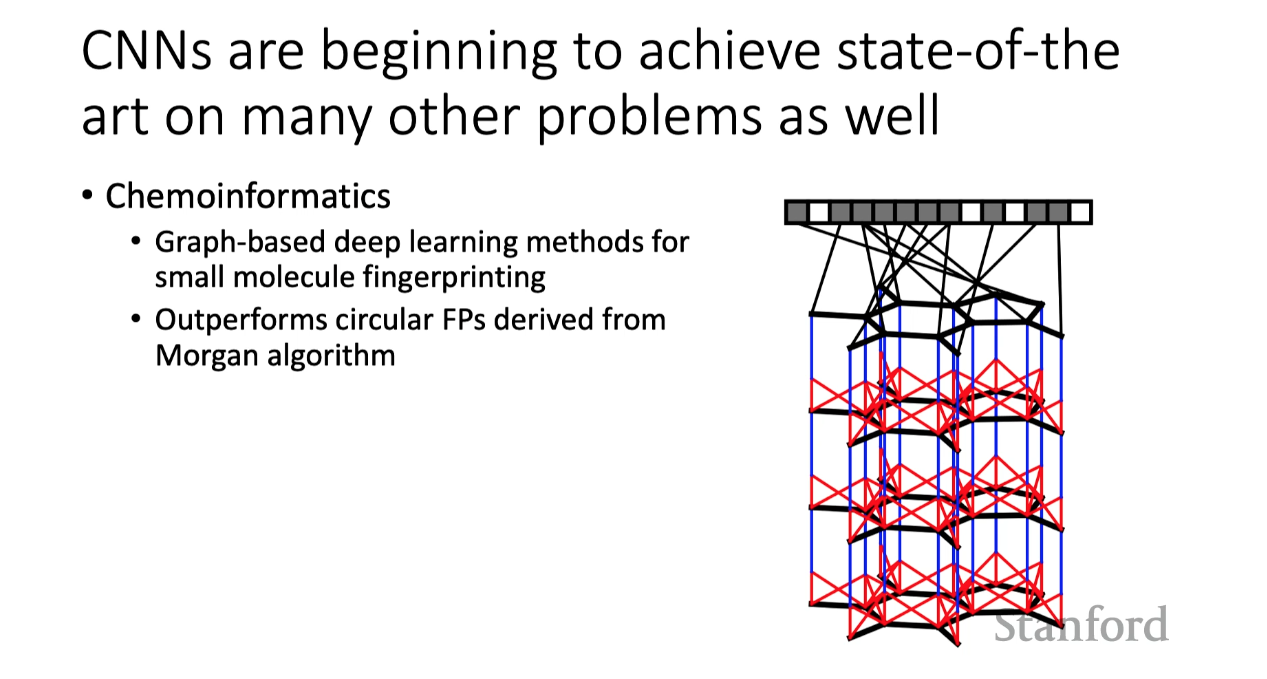 CNNs are beginning to achieve state-of-the
art on many other problems as well
• Chemoinformatics
• Graph-based deep learning methods for
small molecule fingerprinting
• Outperforms circular FPs derived from
Morgan algorithm
Stanford